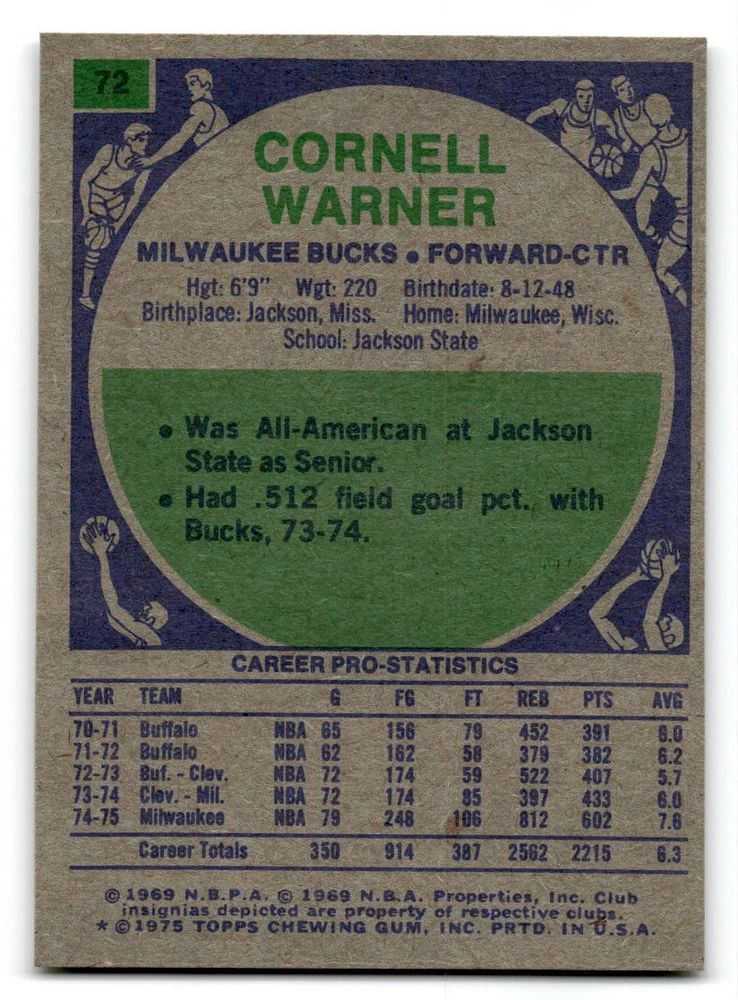 72
CORNELL
WARNER
MILWAUKEE BUCKS • FORWARD-CTR
Hgt: 6'9" Wgt: 220 Birthdate: 8-12-48
Birthplace: Jackson, Miss. Home: Milwaukee, Wisc.
School: Jackson State
• Was All-American at Jackson
State as Senior.
• Had .512 field goal pct. with
Bucks, 73-74.
CAREER PRO-STATISTICS
YEAR TEAM G FG FT REB PTS AVG
70-71 Buffalo NBA 65 156 79 452 391 6.0
71-72 Buffalo NBA 62 162 58 379 382 6.2
72-73 Buf. - Clev. NBA 72 174 59 522 407 5.7
73-74 Clev. - Mil. NBA 72 174 85 397 433 6.0
74-75 Milwaukee NBA 79 248 106 812 602 7.6
Career Totals 350 914 387 2562 2215 6.3
© 1969 N.B.P.A. © 1969 N.B.A. Properties, Inc. Club
insignias depicted are property of respective clubs.
* © 1975 TOPPS CHEWING GUM, INC. PRTD. IN U.S.A.